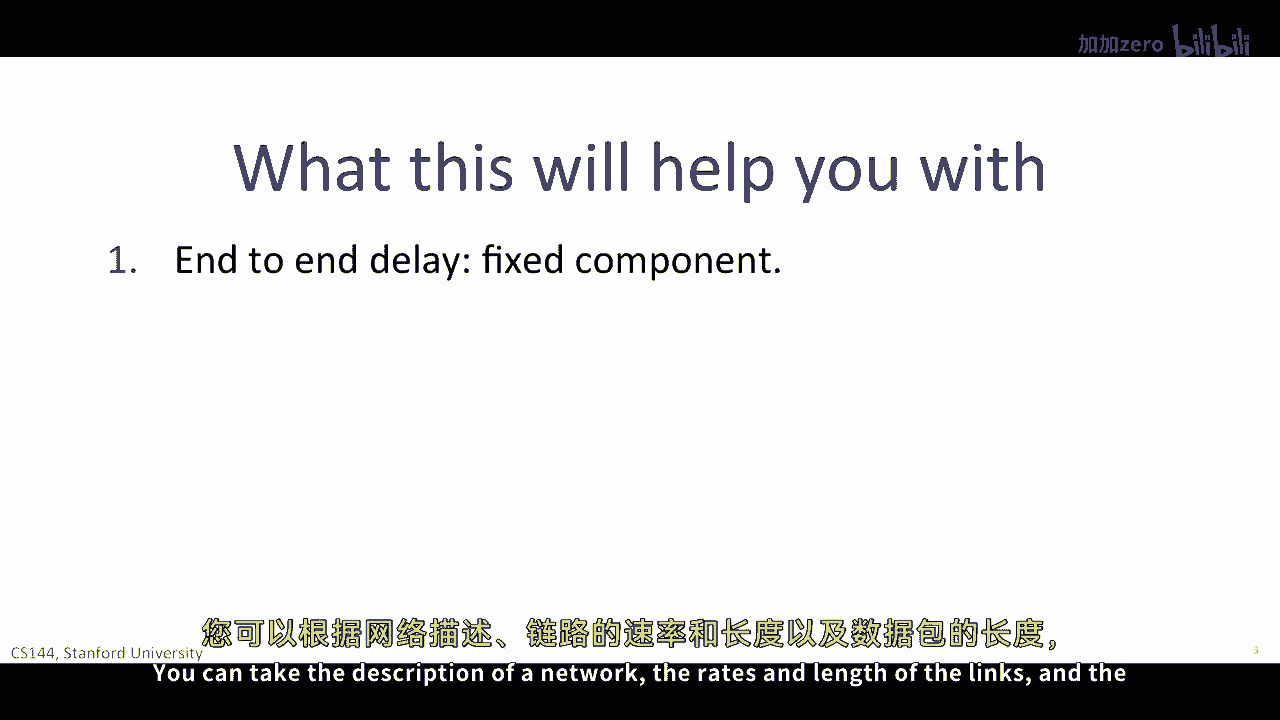 加加zero bilibili
What this will help you with
1. End to end delay: fixed component.
您可以根据网络描述、链路的速率和长度以及数据包的长度，
CS144, Stanford University
3
You can take the description of a network, the rates and length of the links, and the